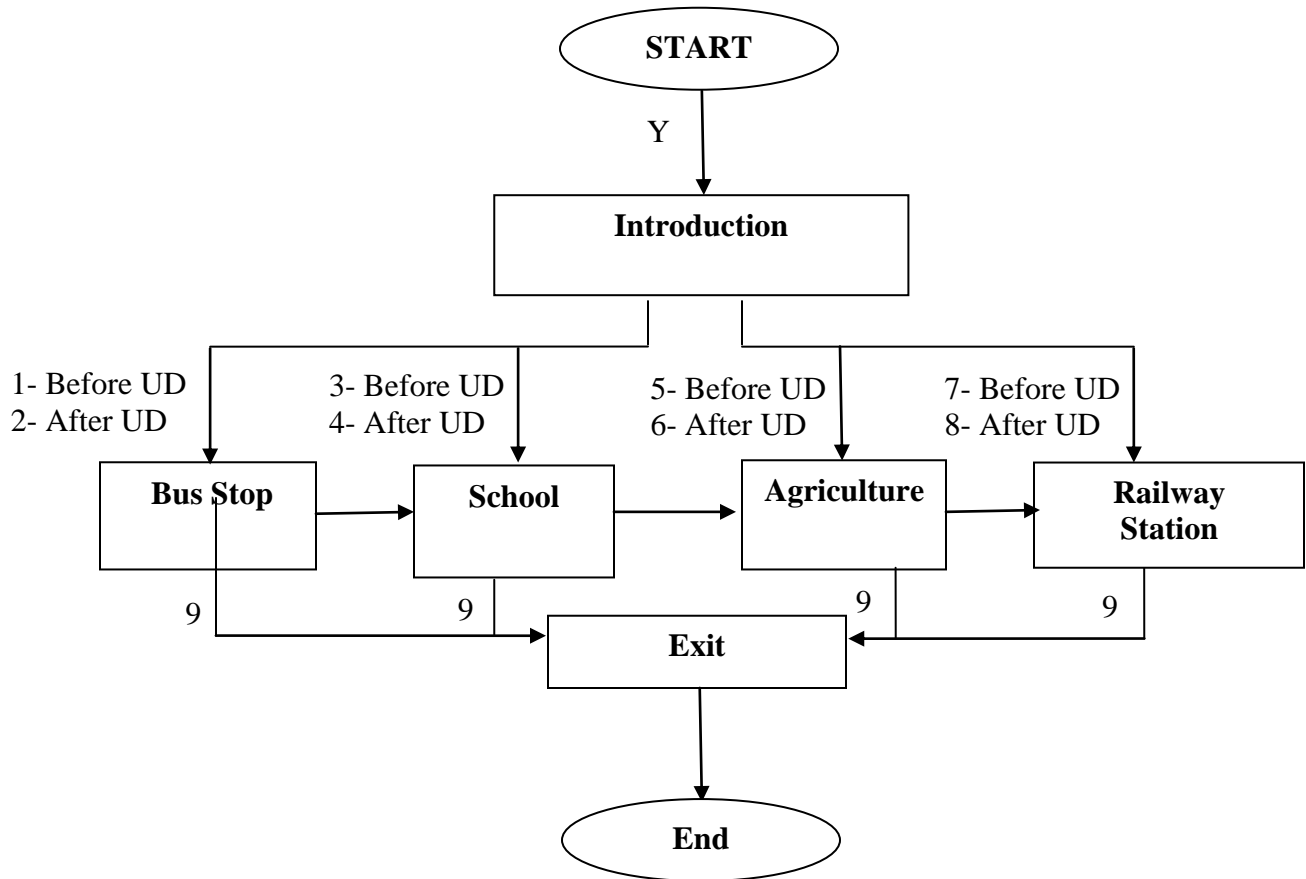 START
Y
Introduction
1- Before UD
2- After UD
3- Before UD
4- After UD
5- Before UD
6- After UD
7- Before UD
8- After UD
Bus Stop
School
Agriculture
Railway
Station
9
9
9
9
Exit
End